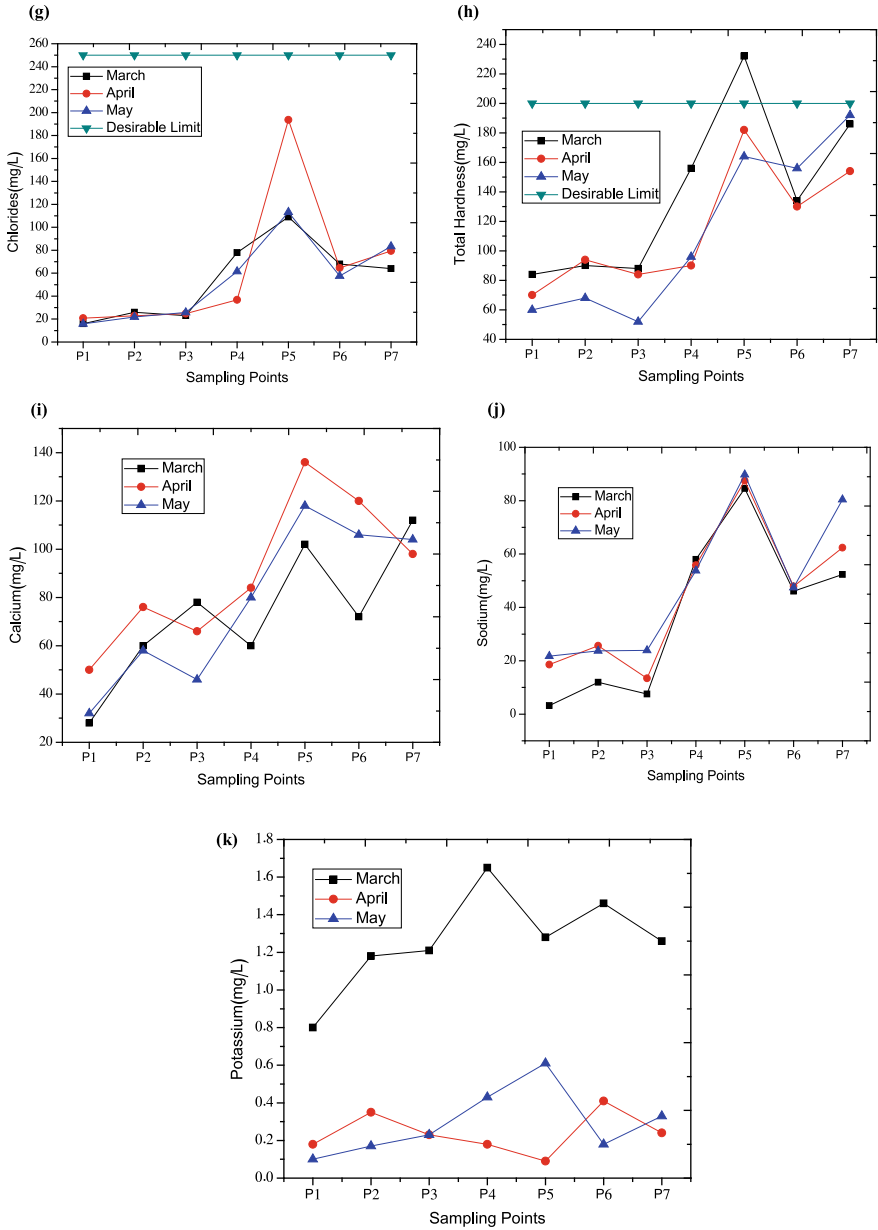 (g)
260
240
220
200
180
160
140
120
100
80
60
40
20
0
Chlorides(mg/L)
March
April
May
Desirable Limit
P1 P2 P3 P4 P5 P6 P7
Sampling Points
(h)
240
220
200
180
160
140
120
100
80
60
40
Total Hardness(mg/L)
March
April
May
Desirable Limit
P1 P2 P3 P4 P5 P6 P7
Sampling Points
(i)
140
120
100
80
60
40
20
Calcium(mg/L)
March
April
May
P1 P2 P3 P4 P5 P6 P7
Sampling Points
(j)
100
80
60
40
20
0
Sodium(mg/L)
March
April
May
P1 P2 P3 P4 P5 P6 P7
Sampling Points
(k)
1.8
1.6
1.4
1.2
1.0
0.8
0.6
0.4
0.2
0.0
Potassium(mg/L)
March
April
May
P1 P2 P3 P4 P5 P6 P7
Sampling Points